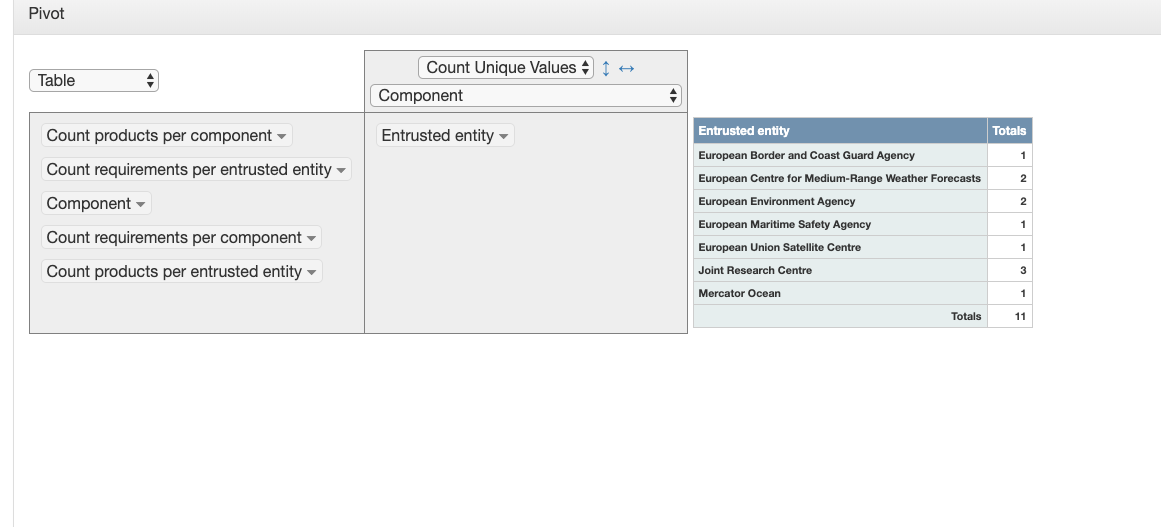 Pivot
Table
Count Unique Values
Component
Count products per component
Count requirements per entrusted entity
Component
Count requirements per component
Count products per entrusted entity
Entrusted entity
Entrusted entity Totals
European Border and Coast Guard Agency 1
European Centre for Medium-Range Weather Forecasts 2
European Environment Agency 2
European Maritime Safety Agency 1
European Union Satellite Centre 1
Joint Research Centre 3
Mercator Ocean 1
Totals 11